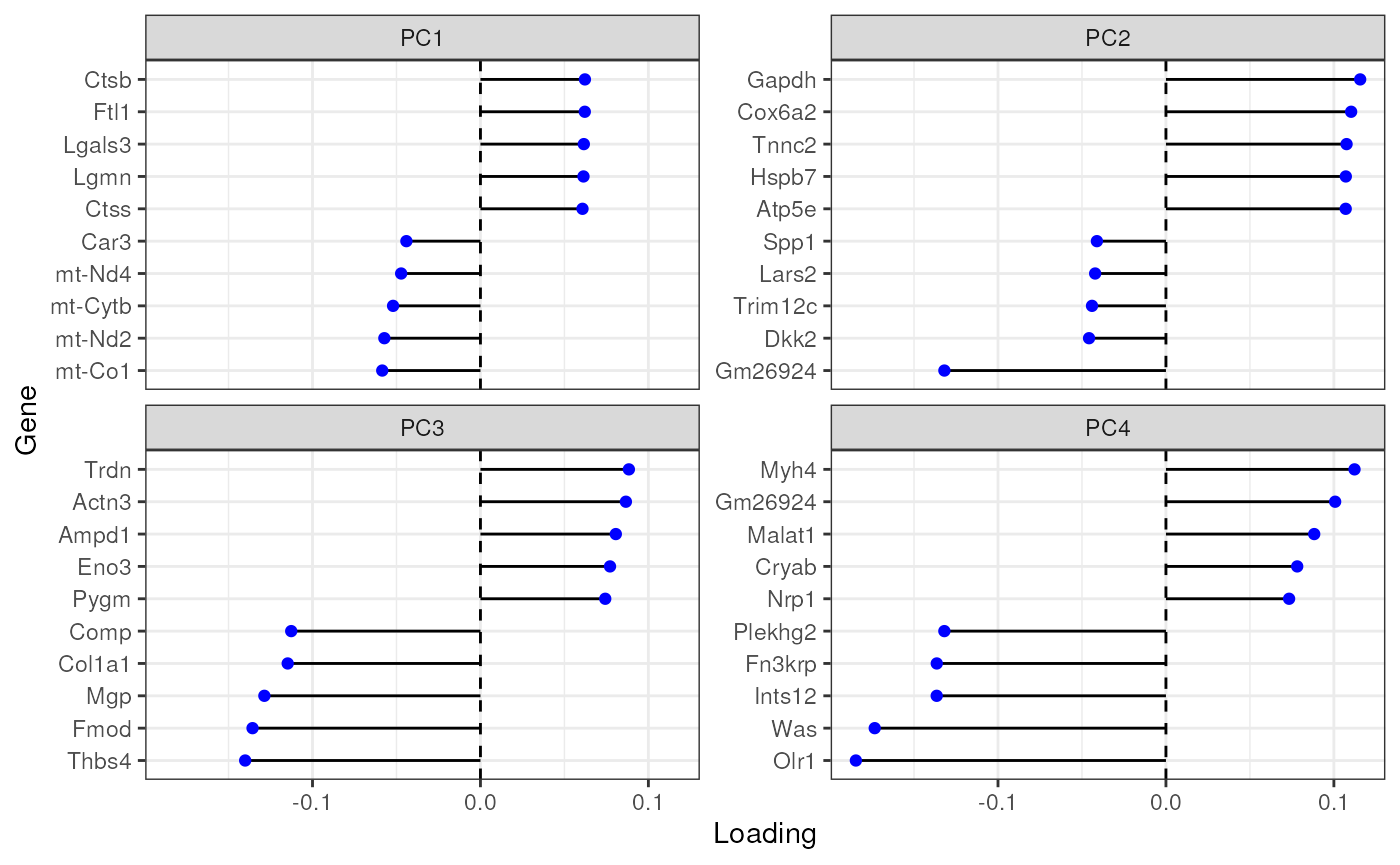 PC1
PC2
Ctsb
Ftl1
Lgals3
Lgmn
Ctss
Car3
mt-Nd4
mt-Cytb
mt-Nd2
mt-Co1
Gapdh
Cox6a2
Tnnc2
Hspb7
Atp5e
Spp1
Lars2
Trim12c
Dkk2
Gm26924
Gene
PC3
PC4
Trdn
Actn3
Ampd1
Eno3
Pygm
Comp
Col1a1
Mgp
Fmod
Thbs4
Myh4
Gm26924
Malat1
Cryab
Nrp1
Plekhg2
Fn3krp
Ints12
Was
Olr1
-0.1 0.0 0.1
-0.1 0.0 0.1
Loading